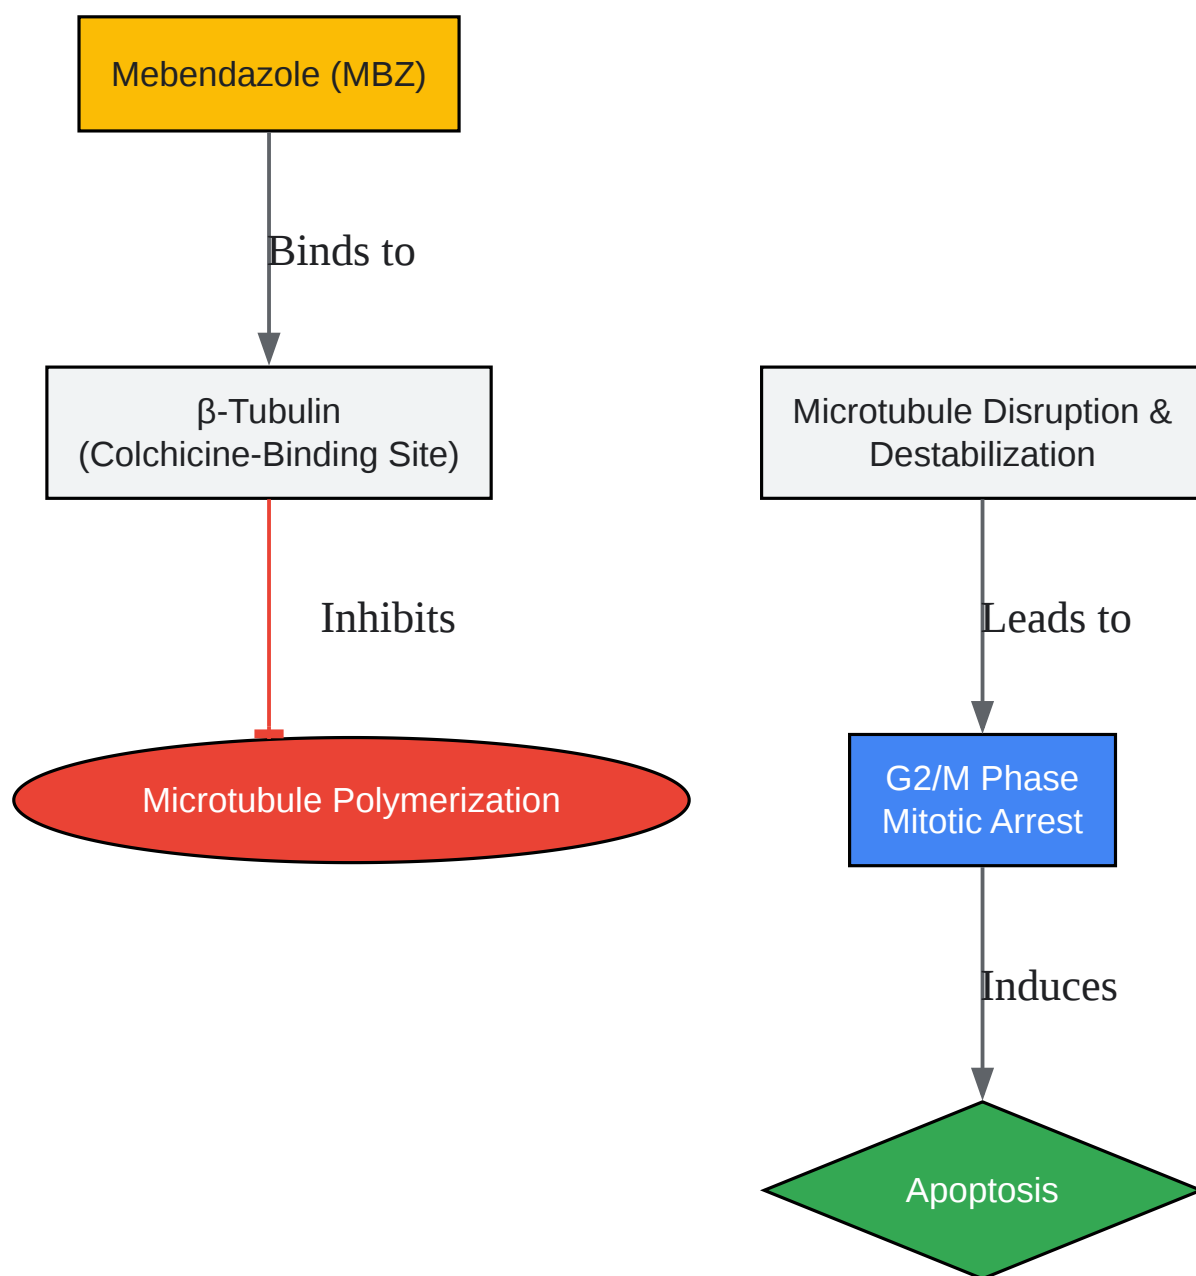 Mebendazole (MBZ)
Binds to
β-Tubulin
(Colchicine-Binding Site)
Inhibits
Microtubule Polymerization
Microtubule Disruption &
Destabilization
Leads to
G2/M Phase
Mitotic Arrest
Induces
Apoptosis